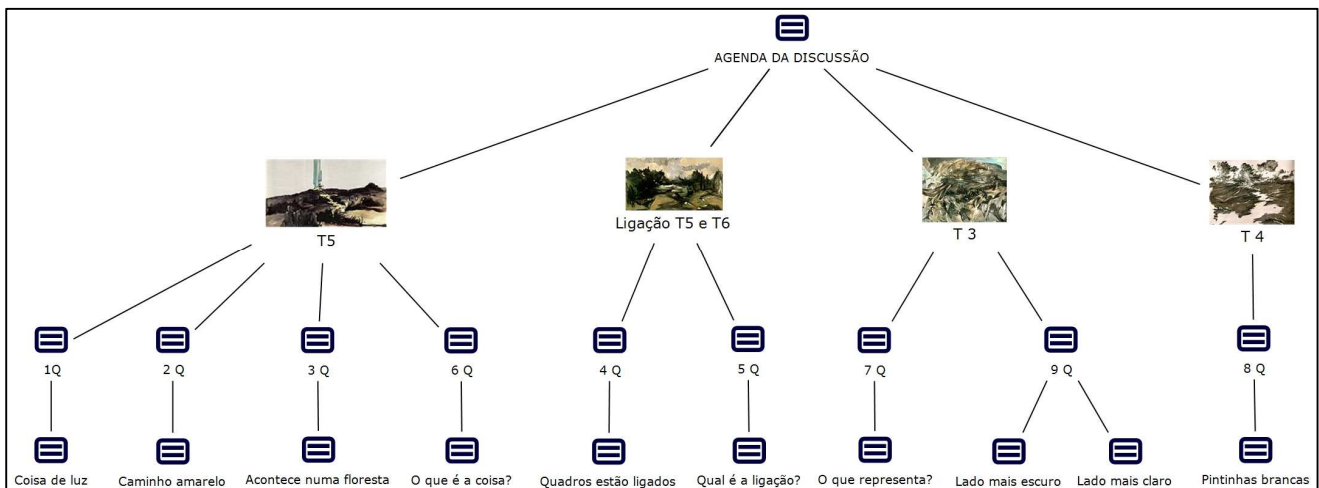 AGENDA DA DISCUSSÃO
T5
Ligação T5 e T6
T 3
T 4
1Q
2 Q
3 Q
6 Q
4 Q
5 Q
7 Q
9 Q
8 Q
Coisa de luz
Caminho amarelo
Acontece numa floresta
O que é a coisa?
Quadros estão ligados
Qual é a ligação?
O que representa?
Lado mais escuro
Lado mais claro
Pintinhas brancas